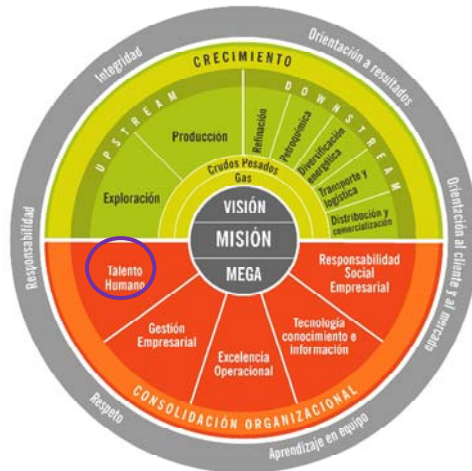 Integridad
Orientación a resultados
CRECIMIENTO
UPSTREAM
DOWNSTREAM
Exploración
Producción
Refinación
Petroquímica
Diversificación
energética
Transporte y
logística
Distribución y
comercialización
Crudos Pesados
Gas
VISIÓN
MISIÓN
MEGA
Responsabilidad
Orientación al cliente y al mercado
Talento
Humano
Gestión
Empresarial
Excelencia
Operacional
Tecnología
conocimiento e
información
Responsabilidad
Social
Empresarial
CONSOLIDACIÓN ORGANIZACIONAL
Respeto
Aprendizaje en equipo